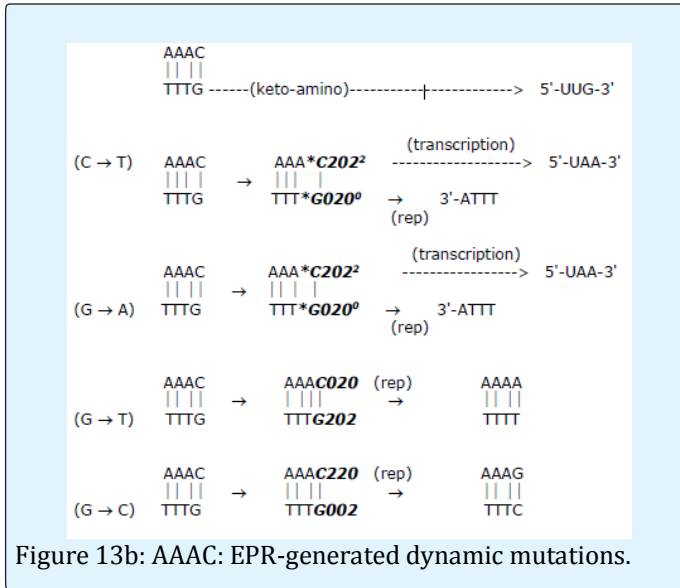 AAAC
|| ||
TTTG ------(keto-amino)-----------+-------------> 5'-UUG-3'
(transcription)
(C → T) AAAC AAA*C202² -------------------> 5'-UAA-3'
|||| → ||| |
TTTG TTT*G020⁰ → 3'-ATTT
(rep)
(transcription)
AAAC AAA*C202² -------------------> 5'-UAA-3'
|| || → |||| 
(G → A) TTTG TTT*G020⁰ → 3'-ATTT
(rep)
AAAC AAAC020 (rep) AAAA
|| || → | ||| → || ||
(G → T) TTTG TTTG202 TTTT
AAAC AAAC220 (rep) AAAG
|| || → || || → || ||
(G → C) TTTG TTTG002 TTTC
Figure 13b: AAAC: EPR-generated dynamic mutations.